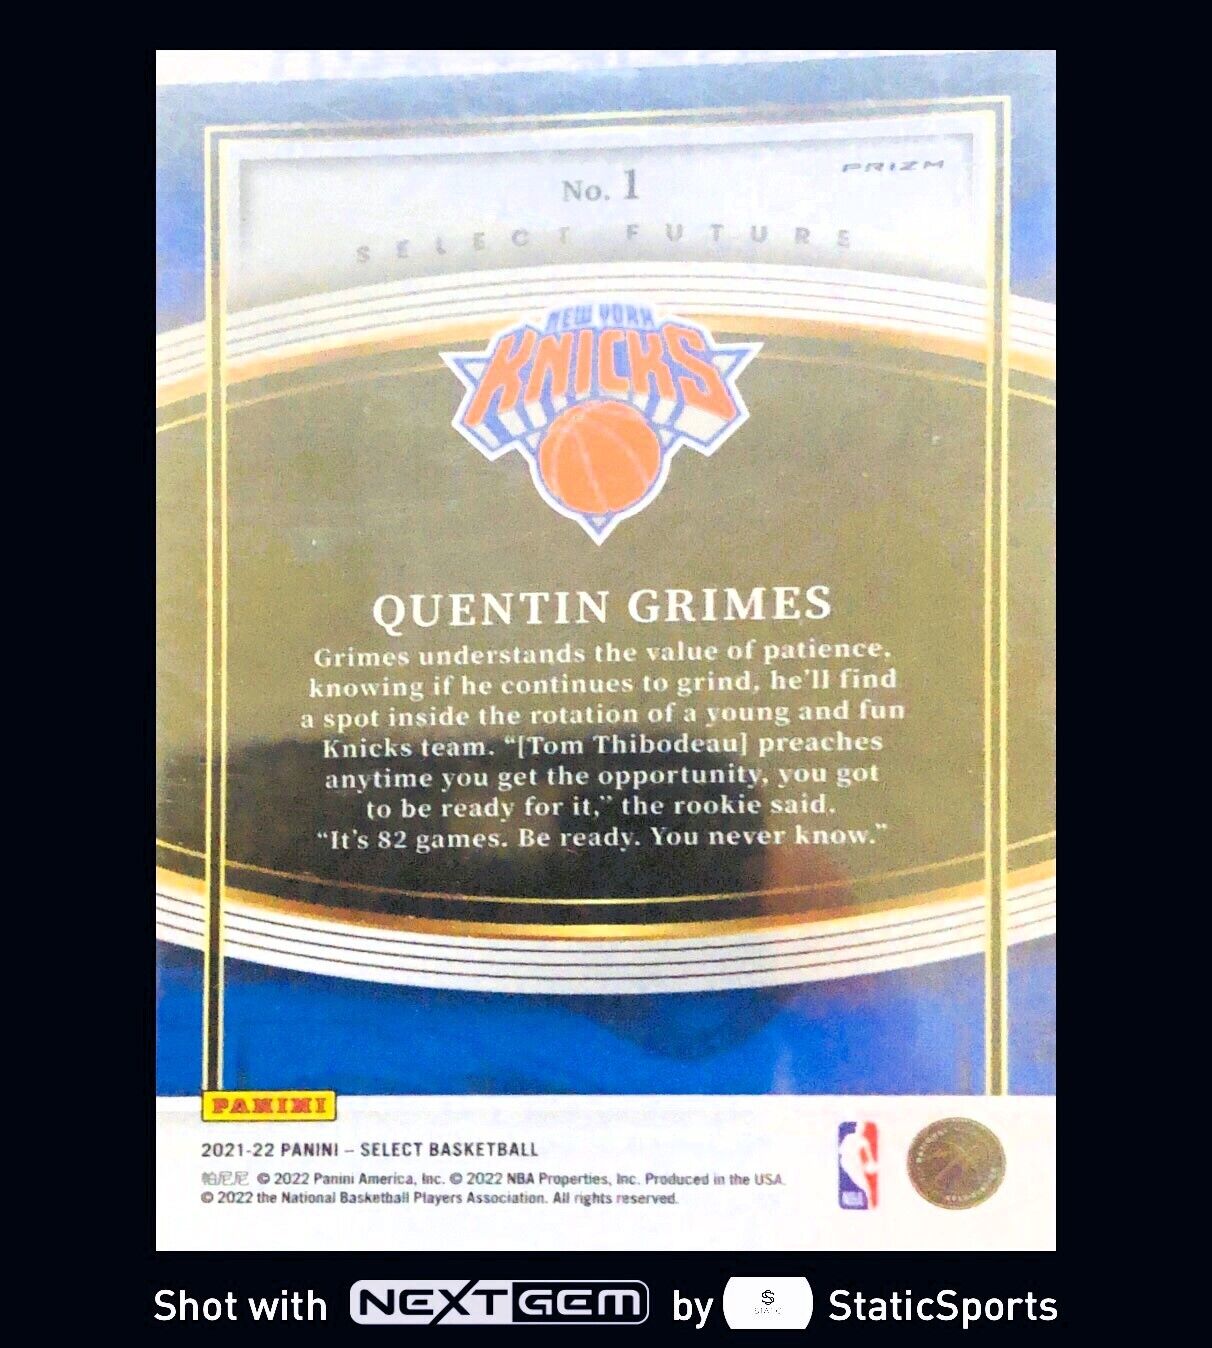 No. 1
PRIZM
SELECT FUTURE
NEW YORK
KNICKS
QUENTIN GRIMES
Grimes understands the value of patience,
knowing if he continues to grind, he'll find
a spot inside the rotation of a young and fun
Knicks team. “[Tom Thibodeau] preaches
anytime you get the opportunity, you got
to be ready for it,” the rookie said.
“It's 82 games. Be ready. You never know.”
PANINI
2021-22 PANINI – SELECT BASKETBALL
帕尼尼 © 2022 Panini America, Inc. © 2022 NBA Properties, Inc. Produced in the USA.
© 2022 the National Basketball Players Association. All rights reserved.
NBA
Shot with NEXTGEM by S STATIC StaticSports